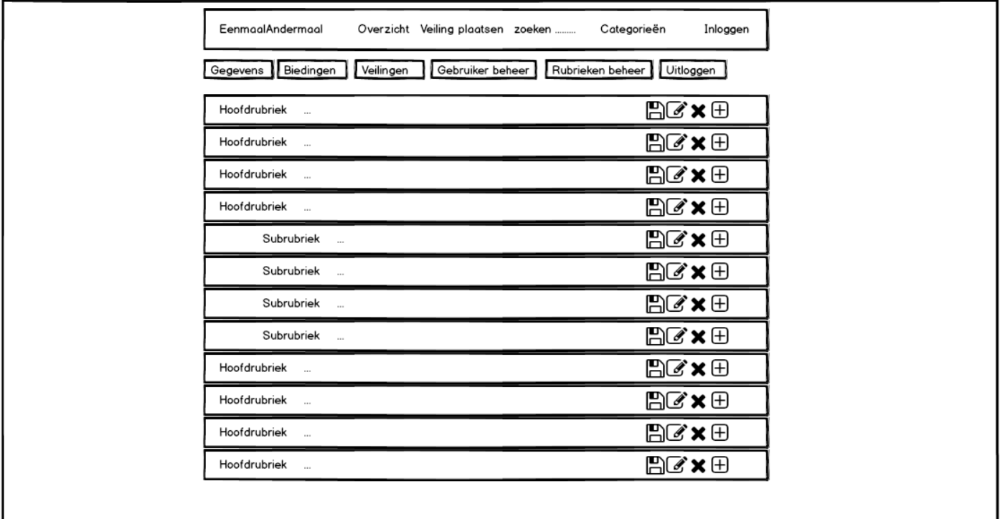 EenmaalAndermaal Overzicht Veiling plaatsen zoeken ......... Categorieën Inloggen
Gegevens Biedingen Veilingen Gebruiker beheer Rubrieken beheer Uitloggen
Hoofdrubriek ...
Hoofdrubriek ...
Hoofdrubriek ...
Hoofdrubriek ...
Subrubriek ...
Subrubriek ...
Subrubriek ...
Subrubriek ...
Hoofdrubriek ...
Hoofdrubriek ...
Hoofdrubriek ...
Hoofdrubriek ...